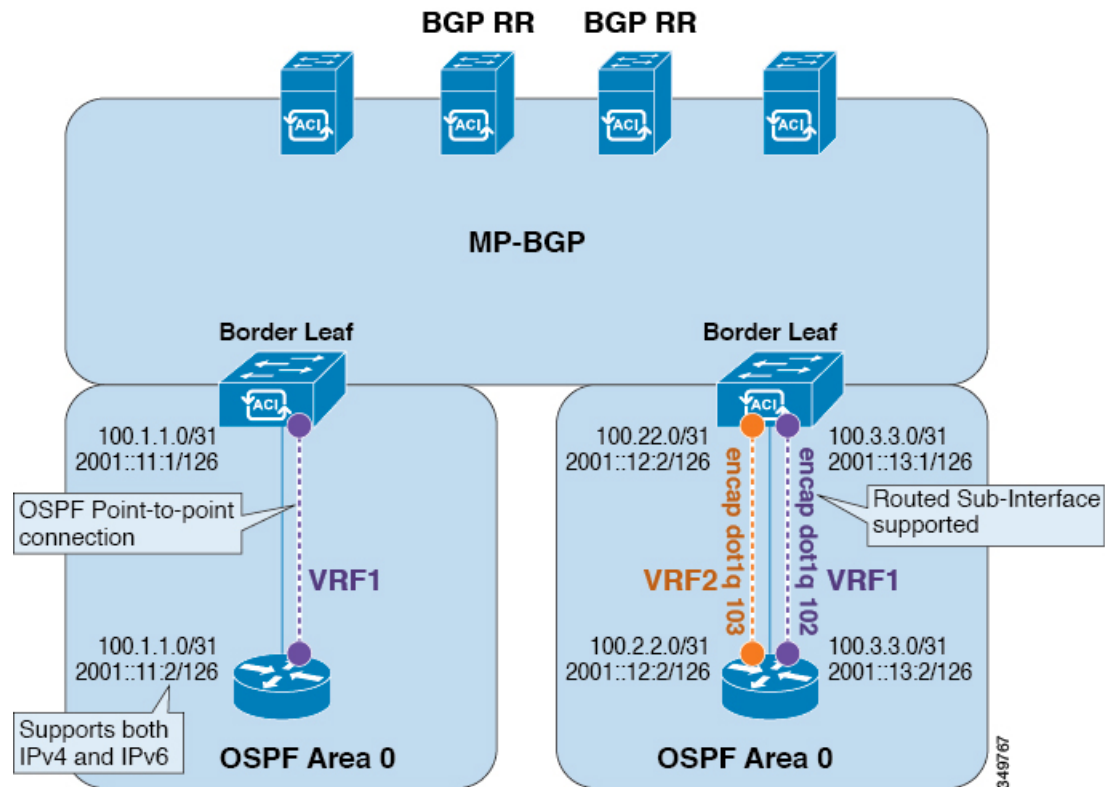 BGP RR
BGP RR
ACI
ACI
ACI
ACI
MP-BGP
Border Leaf
Border Leaf
ACI
ACI
100.1.1.0/31
2001::11:1/126
100.22.0/31
2001::12:2/126
100.3.3.0/31
2001::13:1/126
OSPF Point-to-point
connection
encap dot1q 103
encap dot1q 102
Routed Sub-Interface
supported
VRF1
VRF2
VRF1
100.1.1.0/31
2001::11:2/126
100.2.2.0/31
2001::12:2/126
100.3.3.0/31
2001::13:2/126
Supports both
IPv4 and IPv6
OSPF Area 0
OSPF Area 0
349767